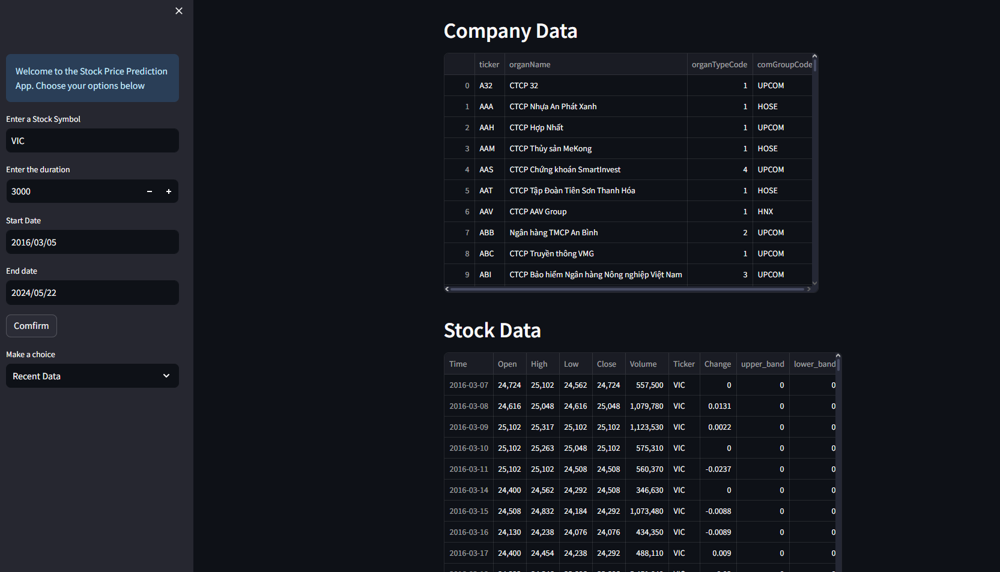 Welcome to the Stock Price Prediction
App. Choose your options below
Enter a Stock Symbol
VIC
Enter the duration
3000
Start Date
2016/03/05
End date
2024/05/22
Comfirm
Make a choice
Recent Data
Company Data
ticker organName organTypeCode comGroupCode
0 A32 CTCP 32 1 UPCOM
1 AAA CTCP Nhựa An Phát Xanh 1 HOSE
2 AAH CTCP Hợp Nhất 1 UPCOM
3 AAM CTCP Thủy sản MeKong 1 HOSE
4 AAS CTCP Chứng khoán SmartInvest 4 UPCOM
5 AAT CTCP Tập Đoàn Tiên Sơn Thanh Hóa 1 HOSE
6 AAV CTCP AAV Group 1 HNX
7 ABB Ngân hàng TMCP An Bình 2 UPCOM
8 ABC CTCP Truyền thông VMG 1 UPCOM
9 ABI CTCP Bảo hiểm Ngân hàng Nông nghiệp Việt Nam 3 UPCOM
Stock Data
Time Open High Low Close Volume Ticker Change upper_band lower_band
2016-03-07 24,724 25,102 24,562 24,724 557,500 VIC 0 0 0
2016-03-08 24,616 25,048 24,616 25,048 1,079,780 VIC 0.0131 0 0
2016-03-09 25,102 25,317 25,102 25,102 1,123,530 VIC 0.0022 0 0
2016-03-10 25,102 25,263 25,048 25,102 575,310 VIC 0 0 0
2016-03-11 25,102 25,102 24,508 24,508 560,370 VIC -0.0237 0 0
2016-03-14 24,400 24,562 24,292 24,508 346,630 VIC 0 0 0
2016-03-15 24,508 24,832 24,184 24,292 1,073,480 VIC -0.0088 0 0
2016-03-16 24,130 24,238 24,076 24,076 434,350 VIC -0.0089 0 0
2016-03-17 24,400 24,454 24,238 24,292 488,110 VIC 0.009 0 0